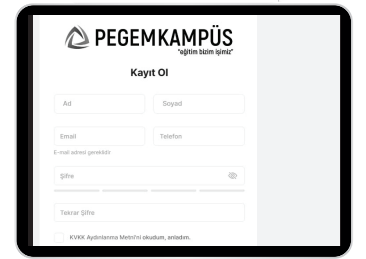 PEGEMKAMPÜS
"eğitim bizim işimiz"
Kayıt Ol
Ad
Soyad
Email
Telefon
E-mail adresi gereklidir
Şifre
Tekrar Şifre
KVKK Aydınlanma Metni'ni okudum, anladım.